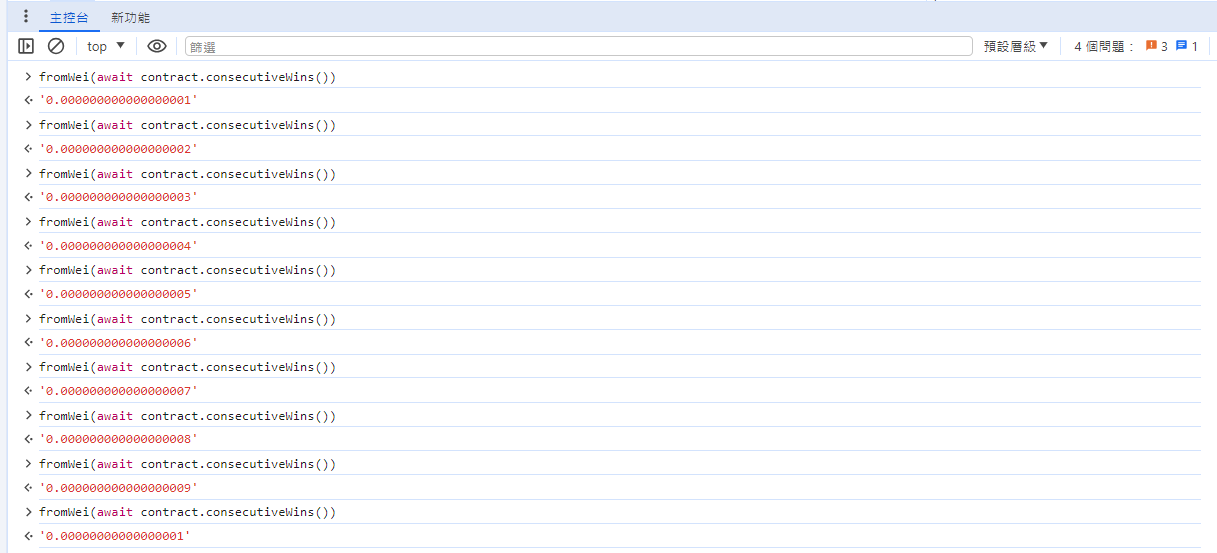 主控台 新功能
top 篩選 預設層級 4 個問題： 3 1
fromWei(await contract.consecutiveWins())
'0.000000000000000001'
fromWei(await contract.consecutiveWins())
'0.000000000000000002'
fromWei(await contract.consecutiveWins())
'0.000000000000000003'
fromWei(await contract.consecutiveWins())
'0.000000000000000004'
fromWei(await contract.consecutiveWins())
'0.000000000000000005'
fromWei(await contract.consecutiveWins())
'0.000000000000000006'
fromWei(await contract.consecutiveWins())
'0.000000000000000007'
fromWei(await contract.consecutiveWins())
'0.000000000000000008'
fromWei(await contract.consecutiveWins())
'0.000000000000000009'
fromWei(await contract.consecutiveWins())
'0.00000000000000001'